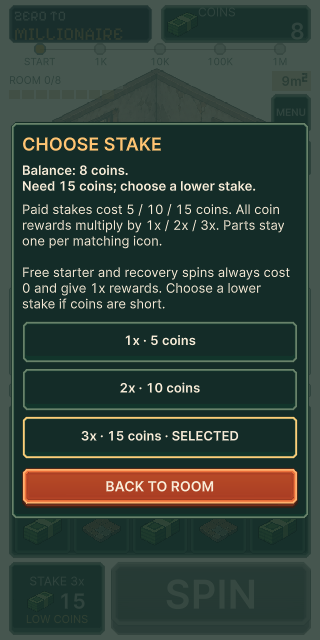 ZERO TO
MILLIONAIRE
COINS
8
START
1K
10K
100K
1M
ROOM 0/8
9m²
MENU
CHOOSE STAKE
Balance: 8 coins.
Need 15 coins; choose a lower stake.
Paid stakes cost 5 / 10 / 15 coins. All coin
rewards multiply by 1x / 2x / 3x. Parts stay
one per matching icon.
Free starter and recovery spins always cost
0 and give 1x rewards. Choose a lower
stake if coins are short.
1x · 5 coins
2x · 10 coins
3x · 15 coins · SELECTED
BACK TO ROOM
STAKE 3x
15
LOW COINS
SPIN